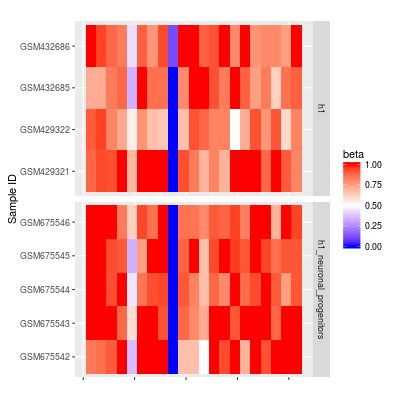 GSM432686
GSM432685
GSM429322
GSM429321
h1
GSM675546
GSM675545
GSM675544
GSM675543
GSM675542
h1_neuronal_progenitors
Sample ID
beta
1.00
0.75
0.50
0.25
0.00